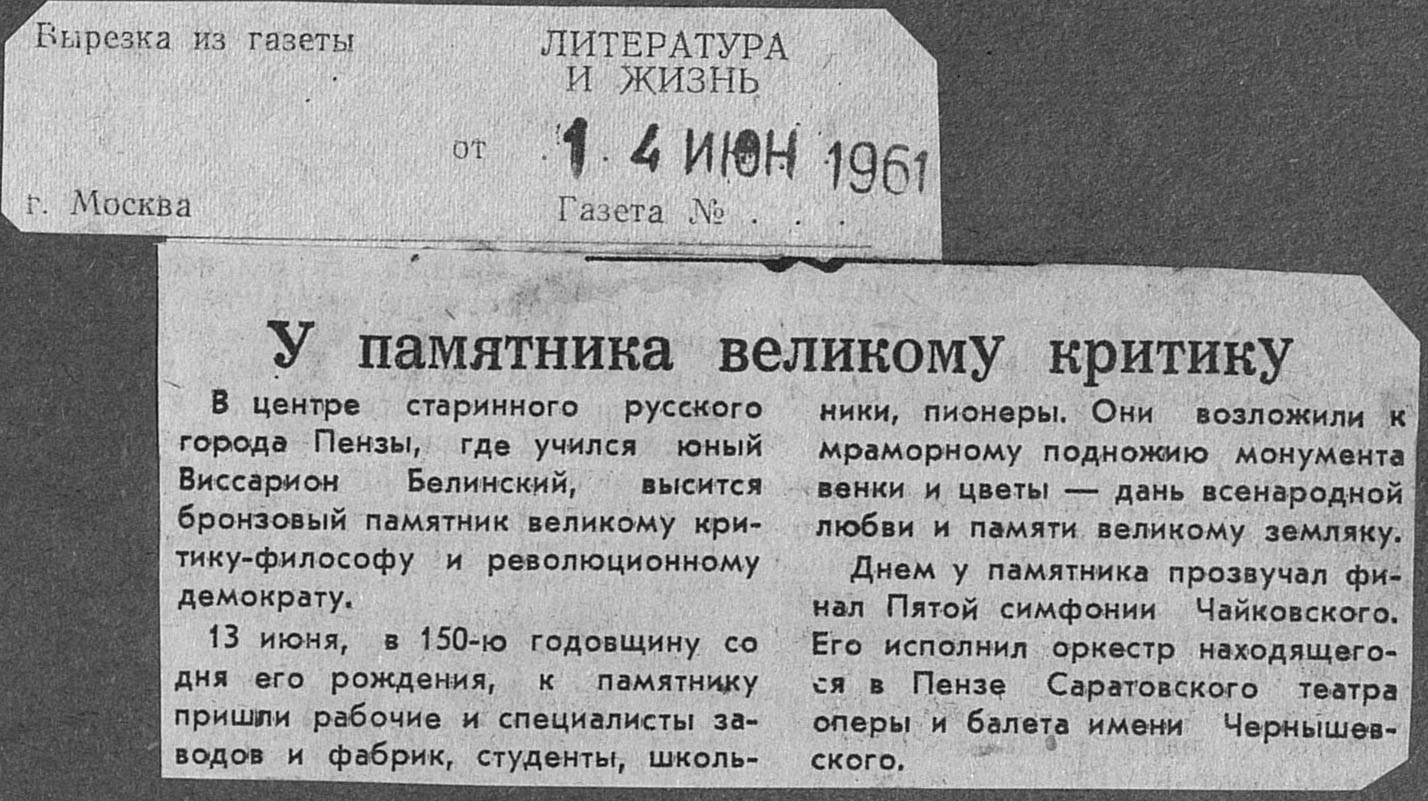 Вырезка из газеты
ЛИТЕРАТУРА
И ЖИЗНЬ
от
1 4 ИЮН 1961
г. Москва
Газета № . . .
У памятника великому критику
В центре старинного русского
города Пензы, где учился юный
Виссарион Белинский, высится
бронзовый памятник великому кри-
тику-философу и революционному
демократу.
13 июня, в 150-ю годовщину со
дня его рождения, к памятнику
пришли рабочие и специалисты за-
водов и фабрик, студенты, школь-
ники, пионеры. Они возложили к
мраморному подножию монумента
венки и цветы — дань всенародной
любви и памяти великому земляку.
Днем у памятника прозвучал фи-
нал Пятой симфонии Чайковского.
Его исполнил оркестр находящего-
ся в Пензе Саратовского театра
оперы и балета имени Чернышев-
ского.